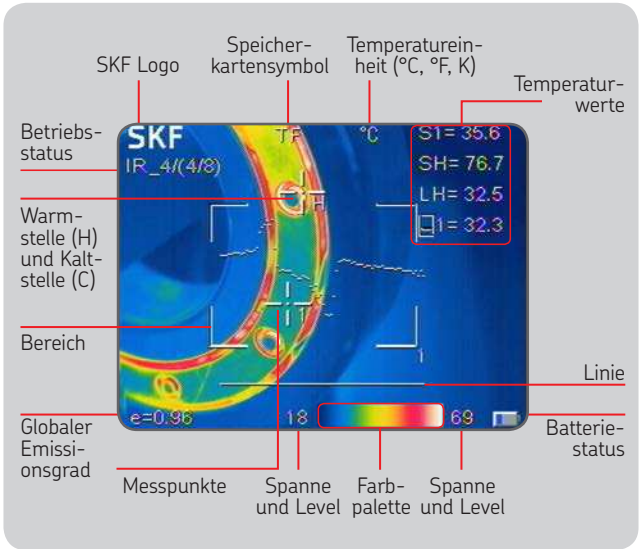 SKF Logo
Speicher-
kartensymbol
Temperaturein-
heit (°C, °F, K)
Temperatur-
werte
Betriebs-
status
SKF
TF
°C
S1= 35.6
IR_4/(4/8)
SH= 76.7
H
LH= 32.5
L1= 32.3
Warm-
stelle (H)
und Kalt-
stelle (C)
1
Bereich
1
Linie
e=0.96
18
69
Globaler
Emissi-
onsgrad
Batterie-
status
Messpunkte
Spanne
und Level
Farb-
palette
Spanne
und Level